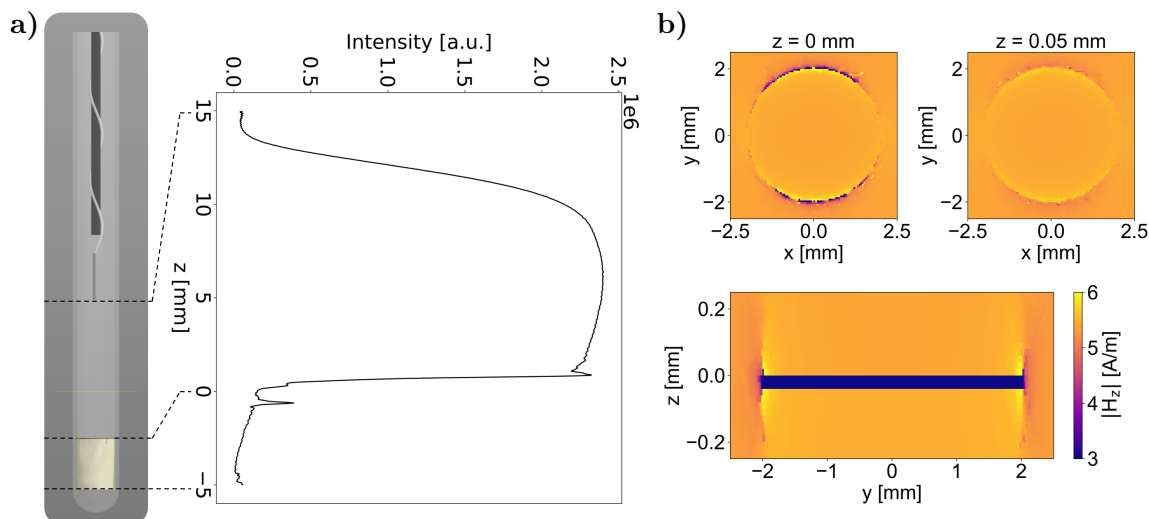 a)
Intensity [a.u.]
0.0 0.5 1.0 1.5 2.0 2.5
1e6
15
10
5
0
−5
z [mm]
b)
z = 0 mm
2
0
−2
y [mm]
−2.5 0.0 2.5
x [mm]
z = 0.05 mm
2
0
−2
y [mm]
−2.5 0.0 2.5
x [mm]
0.2
0.0
−0.2
z [mm]
−2 −1 0 1 2
y [mm]
6
5
4
3
|Hz| [A/m]